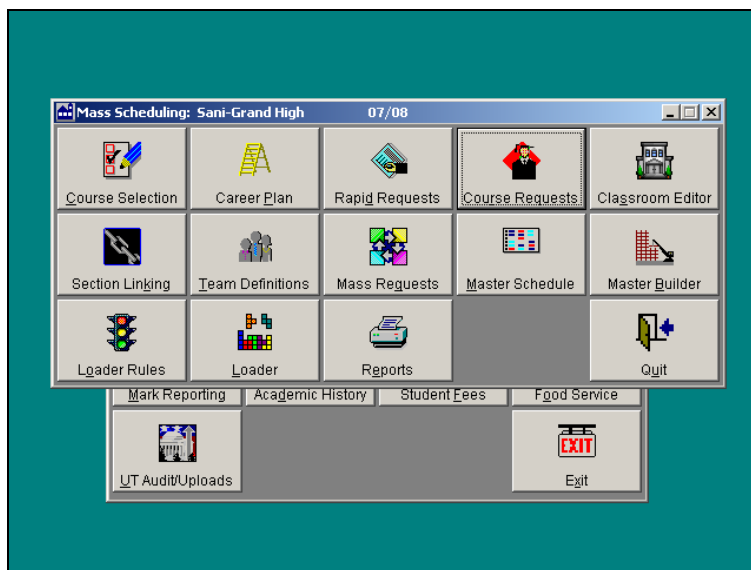 Mass Scheduling: Sani-Grand High 07/08
Course Selection
Career Plan
Rapid Requests
Course Requests
Classroom Editor
Section Linking
Team Definitions
Mass Requests
Master Schedule
Master Builder
Loader Rules
Loader
Reports
Quit
Mark Reporting
Academic History
Student Fees
Food Service
UT Audit/Uploads
EXIT
Exit